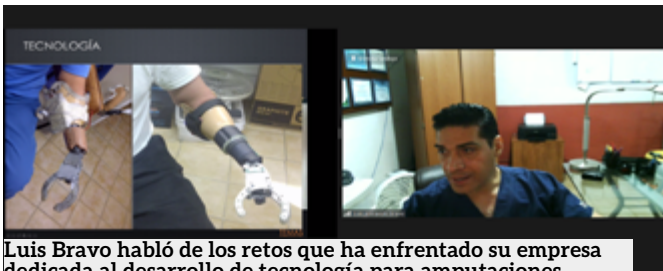 TECNOLOGÍA
Luis Bravo habló de los retos que ha enfrentado su empresa
dedicada al desarrollo de tecnología para amputaciones